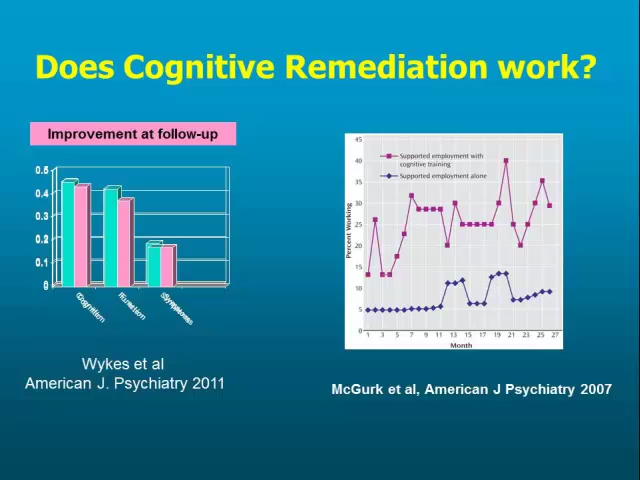 Does Cognitive Remediation work?
Improvement at follow-up
0.5
0.4
0.3
0.2
0.1
0
Cognition
Function
Symptoms
Wykes et al
American J. Psychiatry 2011
45
40
35
30
25
20
15
10
5
0
Percent Working
Supported employment with
cognitive training
Supported employment alone
1 3 5 7 9 11 13 15 17 19 21 23 25 27
Month
McGurk et al, American J Psychiatry 2007